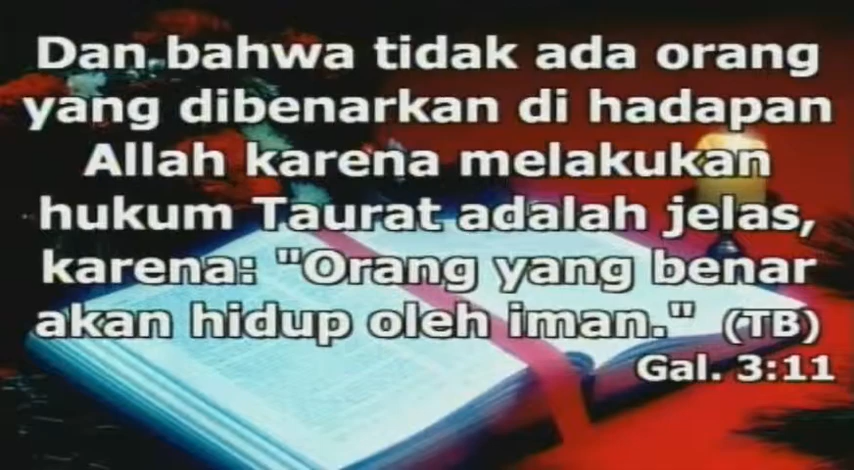 Dan bahwa tidak ada orang
yang dibenarkan di hadapan
Allah karena melakukan
hukum Taurat adalah jelas,
karena: "Orang yang benar
akan hidup oleh iman." (TB)
Gal. 3:11